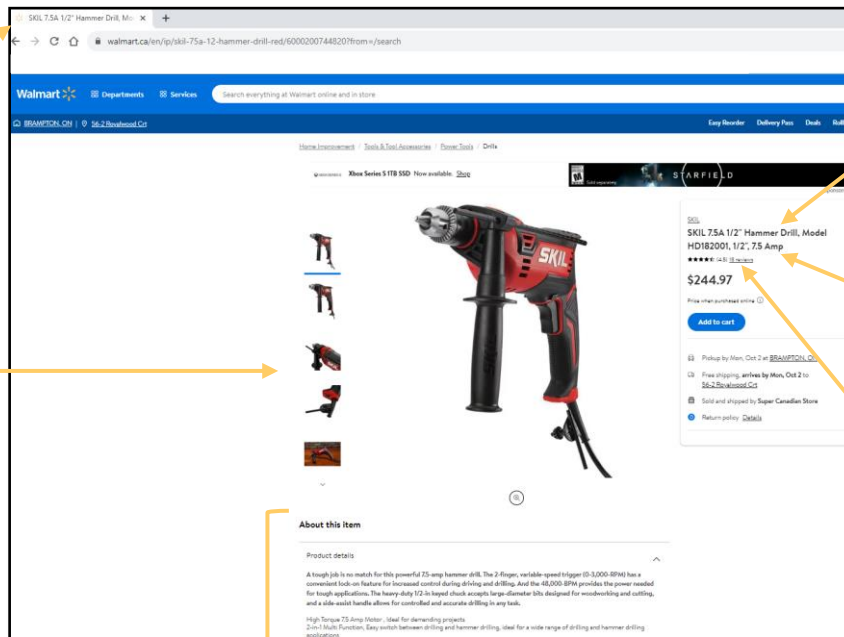 SKIL 7.5A 1/2" Hammer Drill, Mo
walmart.ca/en/ip/skil-75a-12-hammer-drill-red/6000200744820?from=/search
Walmart Departments Services Search everything at Walmart online and in store
BRAMPTON, ON | 56-2 Royalwood Crt Easy Reorder Delivery Pass Deals Roll
Home Improvement / Tools & Tool Accessories / Power Tools / Drills
Xbox Series S 1TB SSD Now available. Shop
STARFIELD
SKIL
SKIL
SKIL 7.5A 1/2" Hammer Drill, Model
HD182001, 1/2", 7.5 Amp
(4.5) 15 reviews
$244.97
Price when purchased online
Add to cart
Pickup by Mon, Oct 2 at BRAMPTON, ON
Free shipping, arrives by Mon, Oct 2 to
56-2 Royalwood Crt
Sold and shipped by Super Canadian Store
Return policy Details
About this item
Product details
A tough job is no match for this powerful 7.5-amp hammer drill. The 2-finger, variable-speed trigger (0-3,000-RPM) has a
convenient lock-on feature for increased control during driving and drilling. And the 48,000-BPM provides the power needed
for tough applications. The heavy-duty 1/2-in keyed chuck accepts large-diameter bits designed for woodworking and cutting,
and a side-assist handle allows for controlled and accurate drilling in any task.
High Torque 7.5 Amp Motor, Ideal for demanding projects
2-in-1 Multi Function, Easy switch between drilling and hammer drilling, ideal for a wide range of drilling and hammer drilling
applications